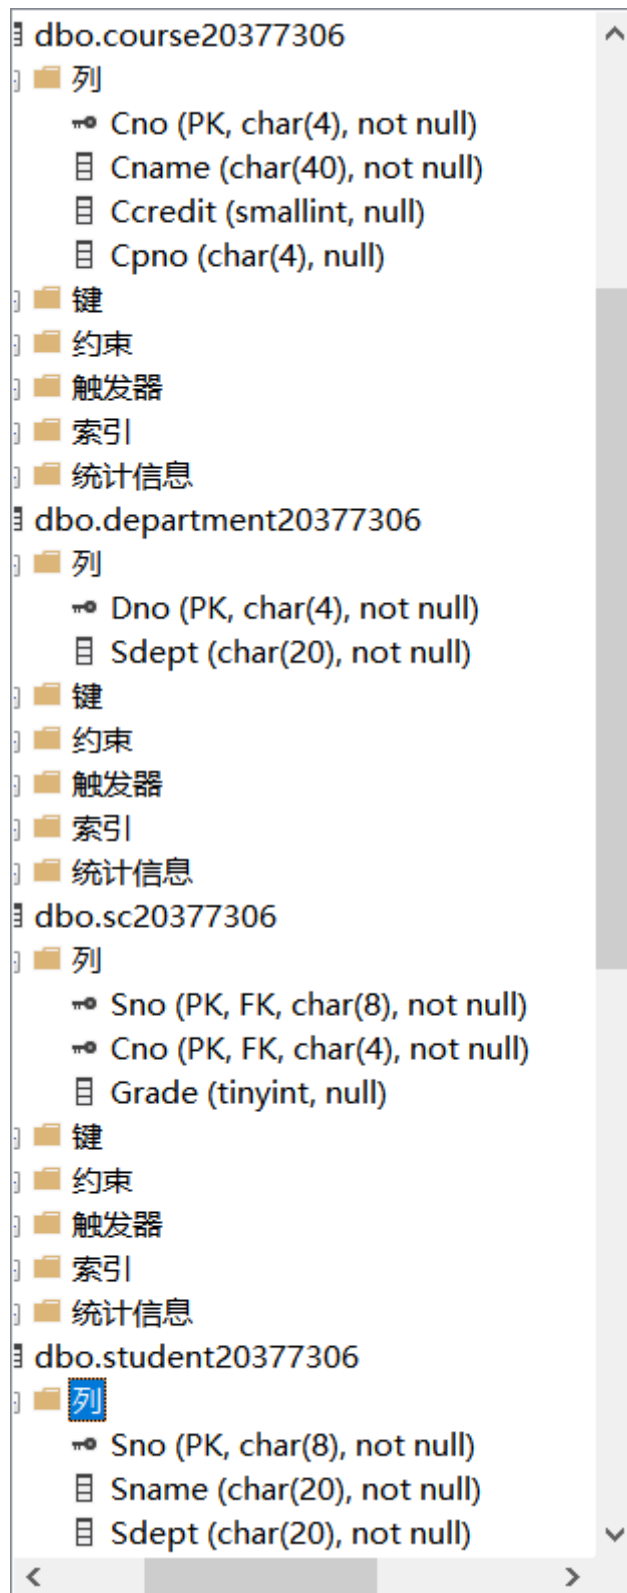 dbo.course20377306
列
Cno (PK, char(4), not null)
Cname (char(40), not null)
Ccredit (smallint, null)
Cpno (char(4), null)
键
约束
触发器
索引
统计信息
dbo.department20377306
列
Dno (PK, char(4), not null)
Sdept (char(20), not null)
键
约束
触发器
索引
统计信息
dbo.sc20377306
列
Sno (PK, FK, char(8), not null)
Cno (PK, FK, char(4), not null)
Grade (tinyint, null)
键
约束
触发器
索引
统计信息
dbo.student20377306
列
Sno (PK, char(8), not null)
Sname (char(20), not null)
Sdept (char(20), not null)